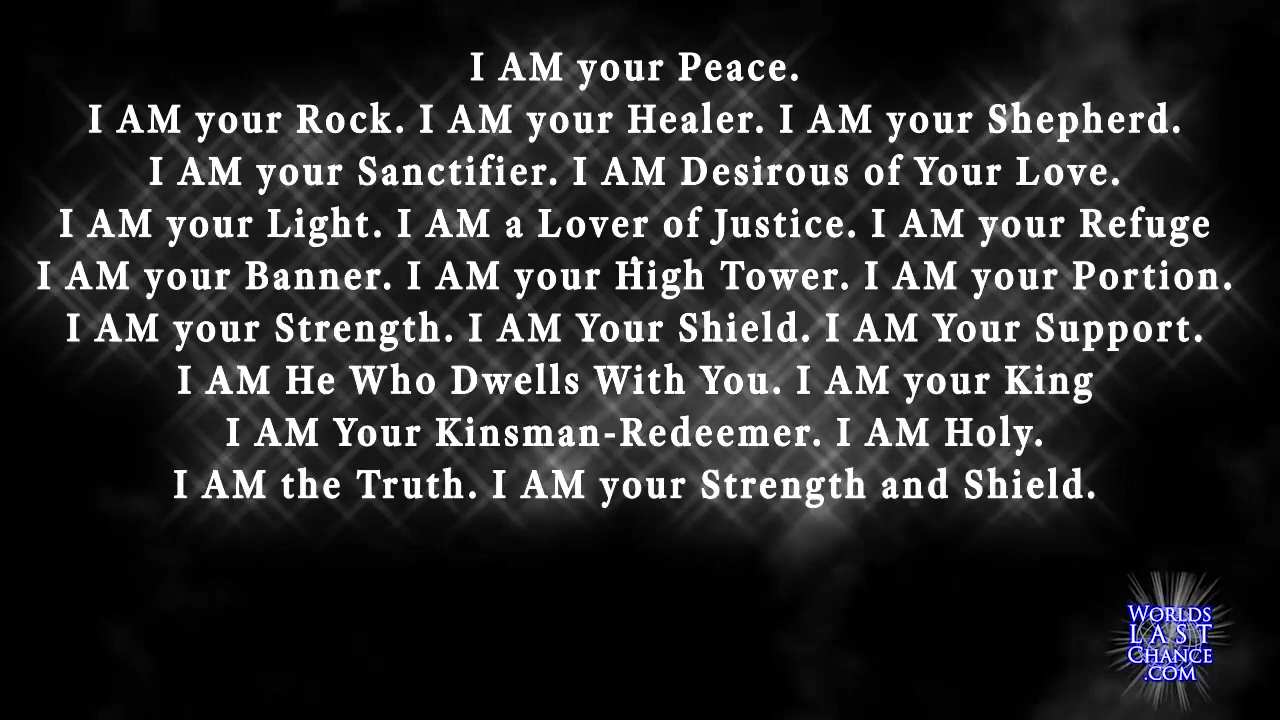 I AM your Peace.
I AM your Rock. I AM your Healer. I AM your Shepherd.
I AM your Sanctifier. I AM Desirous of Your Love.
I AM your Light. I AM a Lover of Justice. I AM your Refuge
I AM your Banner. I AM your High Tower. I AM your Portion.
I AM your Strength. I AM Your Shield. I AM Your Support.
I AM He Who Dwells With You. I AM your King
I AM Your Kinsman-Redeemer. I AM Holy.
I AM the Truth. I AM your Strength and Shield.
WORLDS
LAST
CHANCE
.COM